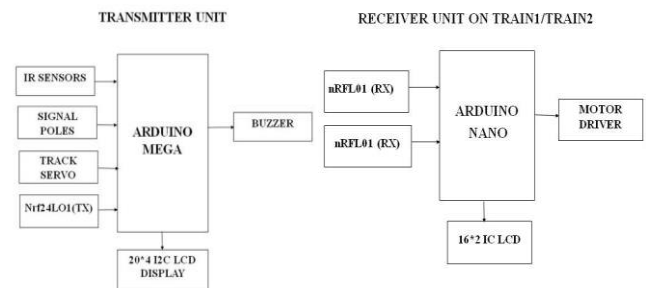 TRANSMITTER UNIT
IR SENSORS
SIGNAL
POLES
TRACK
SERVO
Nrf24LO1(TX)
ARDUINO
MEGA
BUZZER
20*4 I2C LCD
DISPLAY
RECEIVER UNIT ON TRAIN1/TRAIN2
nRFL01 (RX)
nRFL01 (RX)
ARDUINO
NANO
MOTOR
DRIVER
16*2 IC LCD